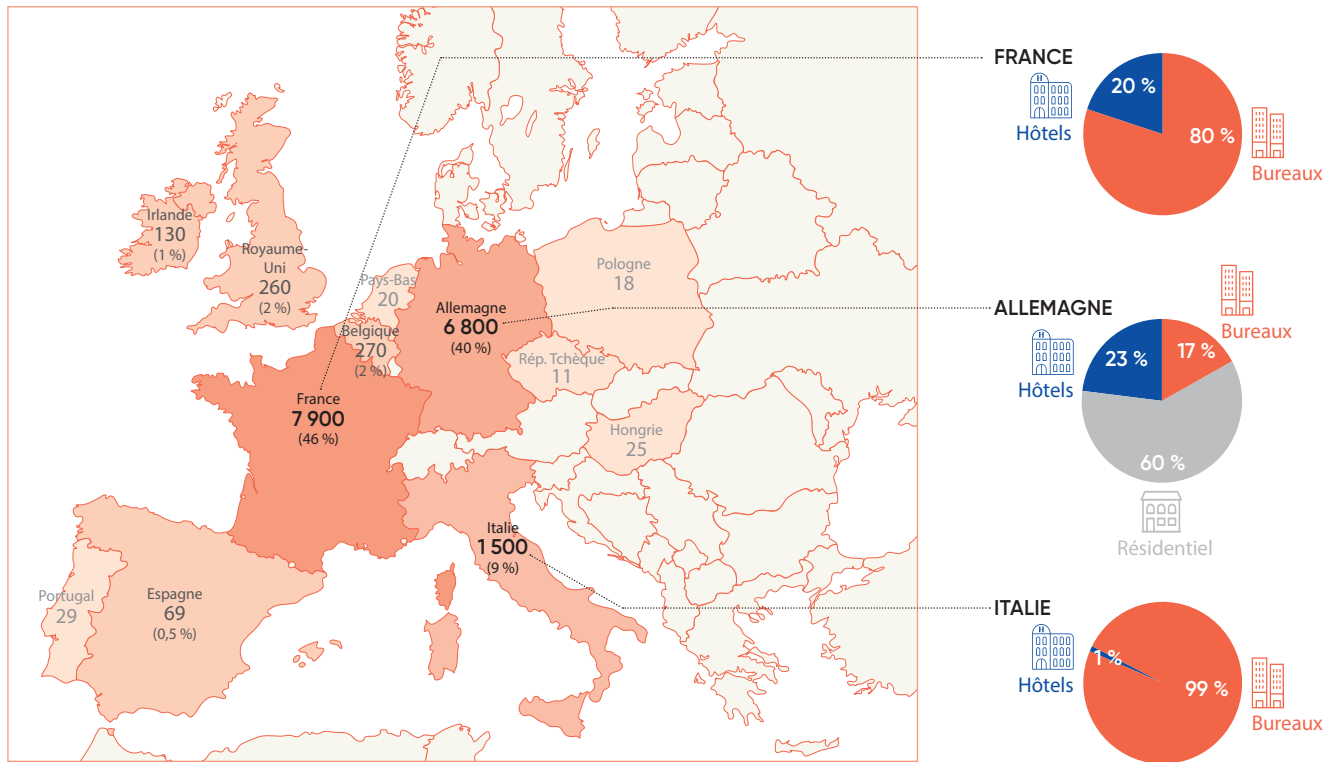 Irlande
130
(1 %)
Royaume-
Uni
260
(2 %)
Pays-Bas
20
Belgique
270
(2 %)
Allemagne
6 800
(40 %)
Pologne
18
Rép. Tchèque
11
Hongrie
25
France
7 900
(46 %)
Italie
1 500
(9 %)
Portugal
29
Espagne
69
(0,5 %)
FRANCE
H
Hôtels
20 %
80 %
Bureaux
ALLEMAGNE
H
Hôtels
23 %
17 %
Bureaux
60 %
Résidentiel
ITALIE
H
Hôtels
1 %
99 %
Bureaux